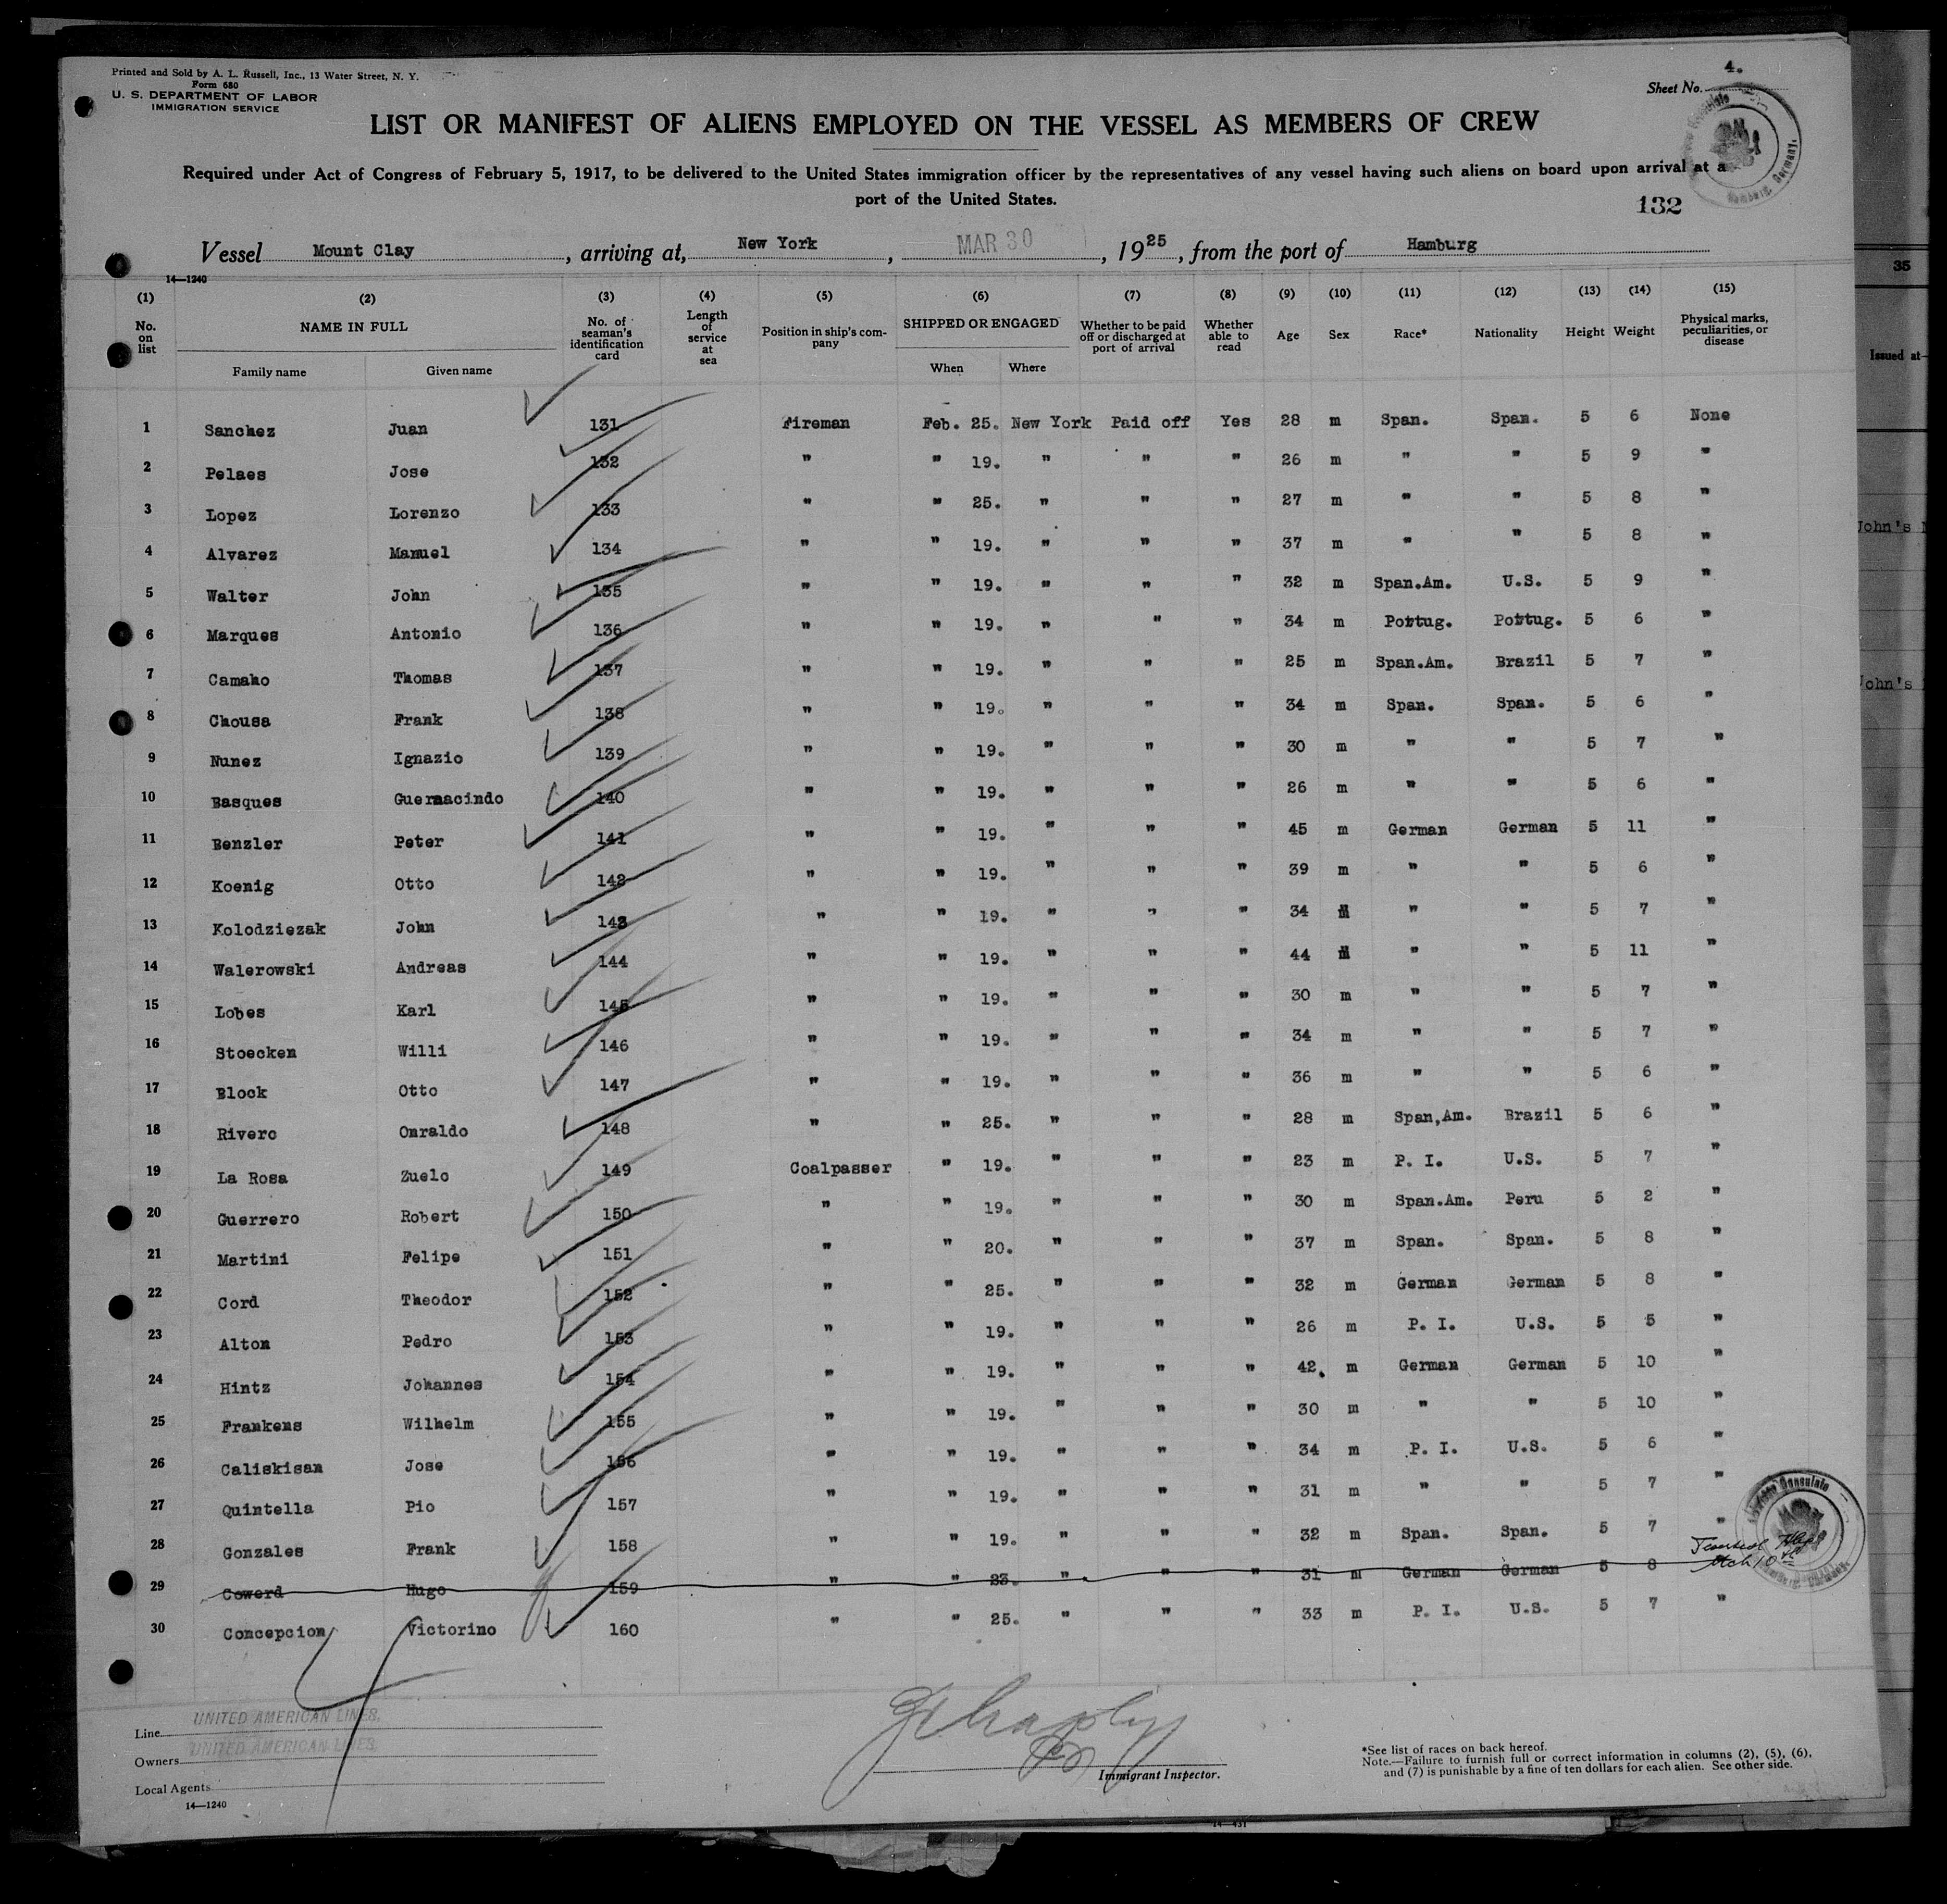 Printed and Sold by A. L. Russell, Inc., 13 Water Street, N. Y.
Form 680
U. S. DEPARTMENT OF LABOR
IMMIGRATION SERVICE
Sheet No. 4.
LIST OR MANIFEST OF ALIENS EMPLOYED ON THE VESSEL AS MEMBERS OF CREW
Required under Act of Congress of February 5, 1917, to be delivered to the United States immigration officer by the representatives of any vessel having such aliens on board upon arrival at a
port of the United States.
132
Vessel Mount Clay, arriving at, New York, MAR 30, 1925, from the port of Hamburg
14—1240
(1) (2) (3) (4) (5) (6) (7) (8) (9) (10) (11) (12) (13) (14) (15)
No. on list NAME IN FULL Family name Given name No. of seaman's identification card Length of service at sea Position in ship's company SHIPPED OR ENGAGED When Where Whether to be paid off or discharged at port of arrival Whether able to read Age Sex Race* Nationality Height Weight Physical marks, peculiarities, or disease
1 Sanchez Juan 131 Fireman Feb. 25. New York Paid off Yes 28 m Span. Span. 5 6 None
2 Pelaes Jose 132 " " 19. " " " 26 m " " 5 9 "
3 Lopez Lorenzo 133 " " 25. " " " 27 m " " 5 8 "
4 Alvarez Manuel 134 " " 19. " " " 37 m " " 5 8 "
5 Walter John 135 " " 19. " " " 32 m Span.Am. U.S. 5 9 "
6 Marques Antonio 136 " " 19. " " " 34 m Portug. Portug. 5 6 "
7 Camaho Thomas 137 " " 19. " " " 25 m Span.Am. Brazil 5 7 "
8 Chousa Frank 138 " " 19. " " " 34 m Span. Span. 5 6 "
9 Nunez Ignazio 139 " " 19. " " " 30 m " " 5 7 "
10 Basques Guermacindo 140 " " 19. " " " 26 m " " 5 6 "
11 Benzler Peter 141 " " 19. " " " 45 m German German 5 11 "
12 Koenig Otto 142 " " 19. " " " 39 m " " 5 6 "
13 Kolodziezak John 143 " " 19. " " " 34 m " " 5 7 "
14 Walerowski Andreas 144 " " 19. " " " 44 m " " 5 11 "
15 Lobes Karl 145 " " 19. " " " 30 m " " 5 7 "
16 Stoecken Willi 146 " " 19. " " " 34 m " " 5 7 "
17 Block Otto 147 " " 19. " " " 36 m " " 5 6 "
18 Rivero Onraldo 148 " " 25. " " " 28 m Span,Am. Brazil 5 6 "
19 La Rosa Zuelo 149 Coalpasser " 19. " " " 23 m P. I. U.S. 5 7 "
20 Guerrero Robert 150 " " 19. " " " 30 m Span.Am. Peru 5 2 "
21 Martini Felipe 151 " " 20. " " " 37 m Span. Span. 5 8 "
22 Cord Theodor 152 " " 25. " " " 32 m German German 5 8 "
23 Alton Pedro 153 " " 19. " " " 26 m P. I. U.S. 5 5 "
24 Hintz Johannes 154 " " 19. " " " 42. m German German 5 10 "
25 Frankens Wilhelm 155 " " 19. " " " 30 m " " 5 10 "
26 Caliskisan Jose 156 " " 19. " " " 34 m P. I. U.S. 5 6 "
27 Quintella Pio 157 " " 19. " " " 31 m " " 5 7 "
28 Gonzales Frank 158 " " 19. " " " 32 m Span. Span. 5 7 "
29 Cowerd Hugo 159 " " 23. " " " 31 m German German 5 8
30 Concepcion Victorino 160 " " 25. " " " 33 m P. I. U.S. 5 7 "
Line UNITED AMERICAN LINES,
Owners UNITED AMERICAN LINES,
Local Agents
14—1240
Immigrant Inspector.
*See list of races on back hereof.
Note.—Failure to furnish full or correct information in columns (2), (5), (6),
and (7) is punishable by a fine of ten dollars for each alien. See other side.
35
Issued at
John's
John's
14—431